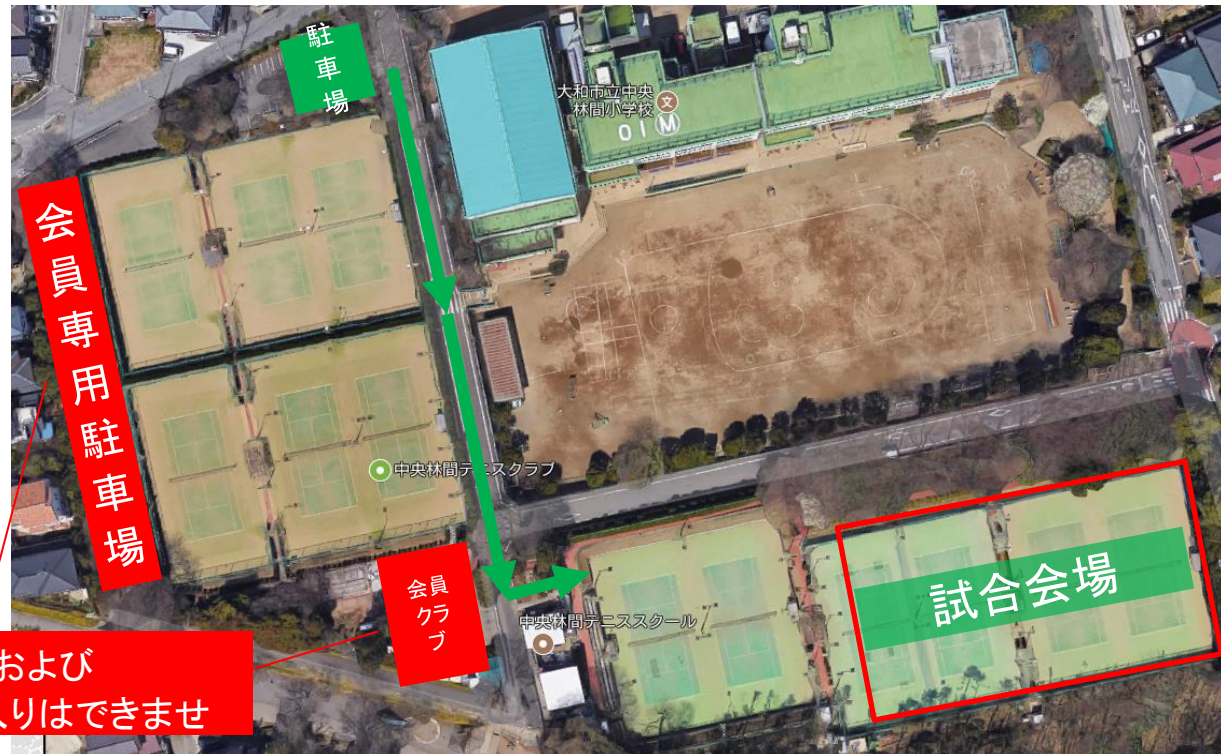 駐車場
大和市立中央
林間小学校
文
M10
会員専用駐車場
中央林間テニスクラブ
会員
クラ
ブ
試合会場
中央林間テニススクール
および
入りはできませ